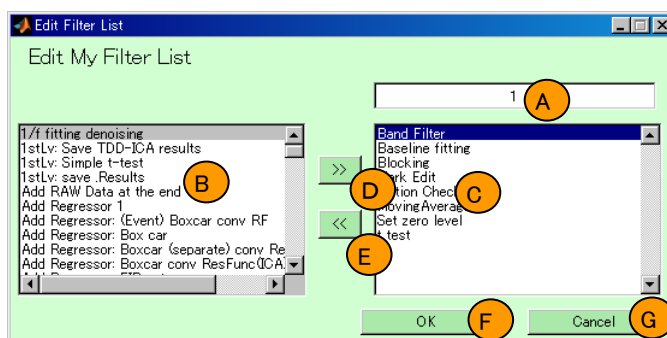 Edit Filter List
Edit My Filter List
1
A
1/f fitting denoising
1stLv: Save TDD-ICA results
1stLv: Simple t-test
1stLv: save .Results
Add RAW Data at the end
Add Regressor 1
Add Regressor: (Event) Boxcar conv RF
Add Regressor: Box car
Add Regressor: Boxcar (separate) conv Re
Add Regressor: Boxcar conv ResFunc(ICA)
B
>>
D
<<
E
Band Filter
Baseline fitting
Blocking
Edit
Check
MovingAverag
Set zero level
test
C
OK
F
Cancel
G